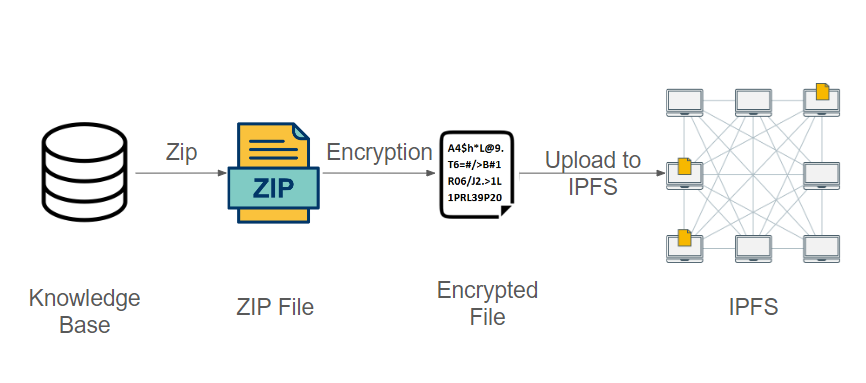 Zip
Encryption
Upload to
IPFS
ZIP
A4$h*L@9.
T6=#/>B#1
R06/J2.>1L
1PRL39P20
Knowledge
Base
ZIP File
Encrypted
File
IPFS